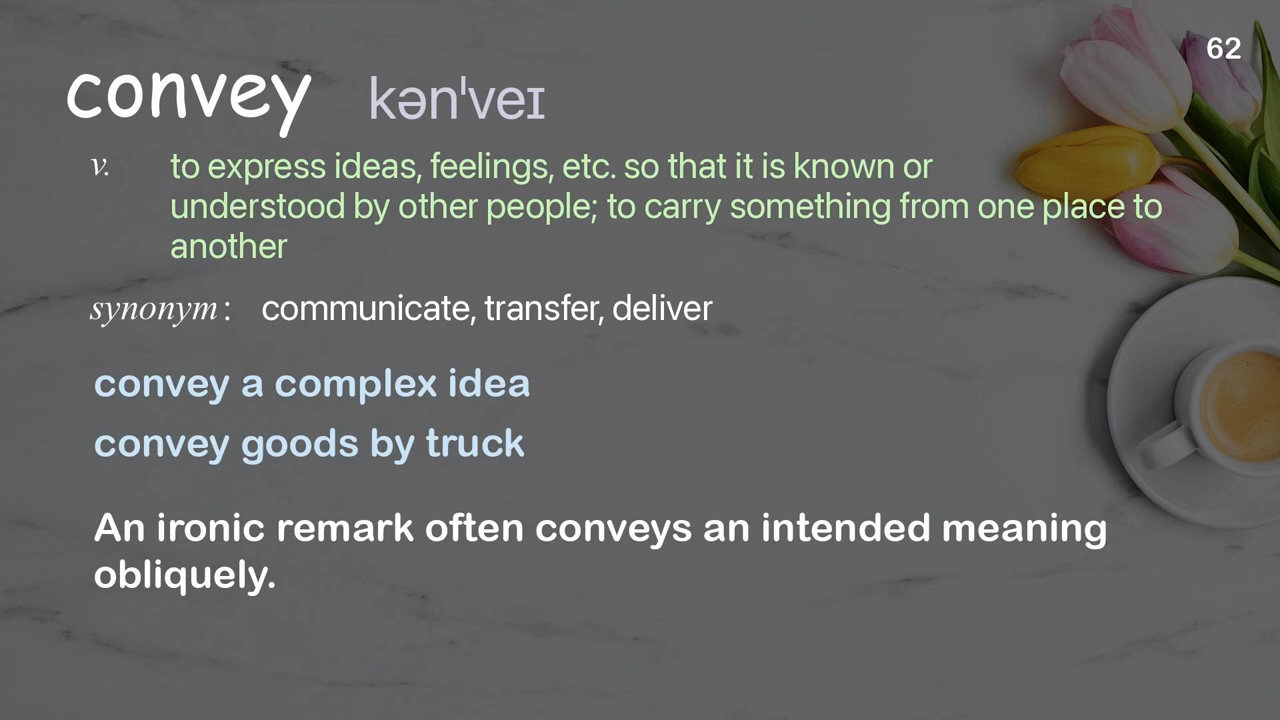 62
convey kən'veɪ
v. to express ideas, feelings, etc. so that it is known or
understood by other people; to carry something from one place to
another
synonym: communicate, transfer, deliver
convey a complex idea
convey goods by truck
An ironic remark often conveys an intended meaning
obliquely.